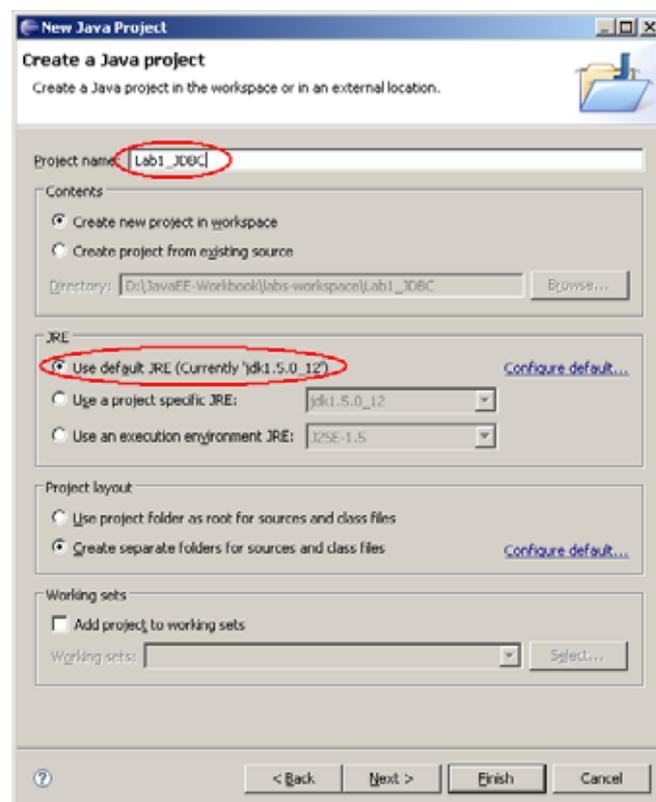 New Java Project
Create a Java project
Create a Java project in the workspace or in an external location.
Project name: Lab1_JDBC
Contents
Create new project in workspace
Create project from existing source
Directory: D:\JavaEE-Workbook\labs-workspace\Lab1_JDBC Browse...
JRE
Use default JRE (Currently 'jdk1.5.0_12') Configure default...
Use a project specific JRE: jdk1.5.0_12
Use an execution environment JRE: J2SE-1.5
Project layout
Use project folder as root for sources and class files
Create separate folders for sources and class files Configure default...
Working sets
Add project to working sets
Working sets: Select...
? < Back Next > Finish Cancel